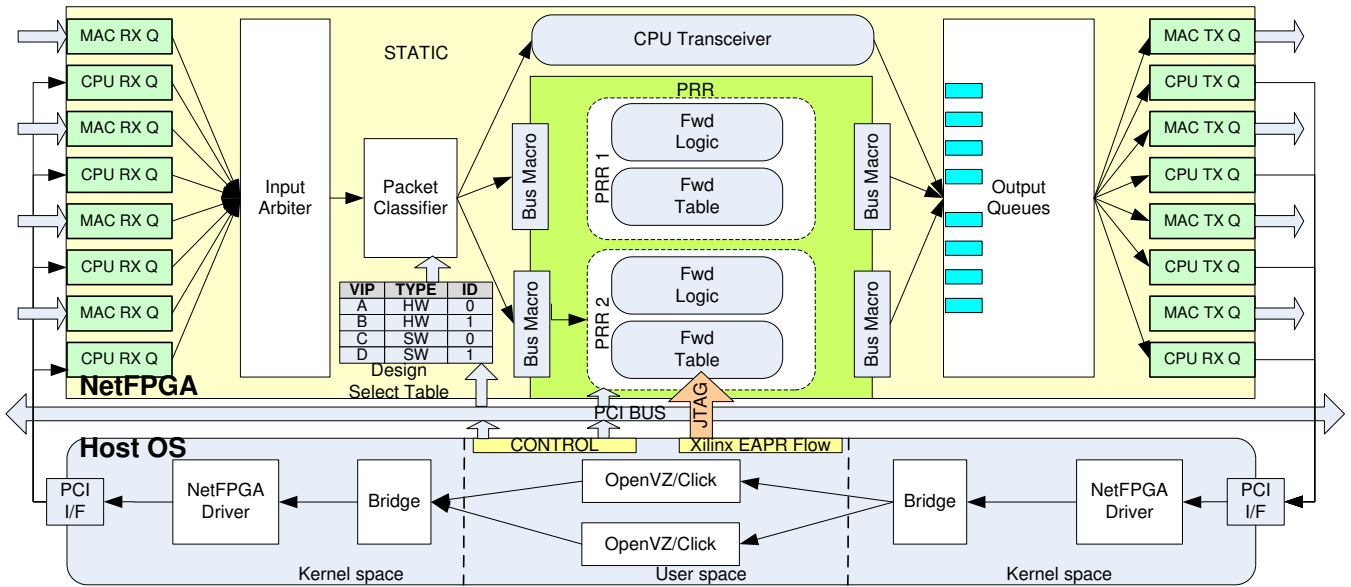 MAC RX Q
CPU RX Q
MAC RX Q
CPU RX Q
MAC RX Q
CPU RX Q
MAC RX Q
CPU RX Q
NetFPGA
Input
Arbiter
STATIC
Packet
Classifier
VIP TYPE ID
A HW 0
B HW 1
C SW 0
D SW 1
Design
Select Table
CPU Transceiver
PRR
Bus Macro
PRR 1
Fwd
Logic
Fwd
Table
Bus Macro
Bus Macro
PRR 2
Fwd
Logic
Fwd
Table
Bus Macro
Output
Queues
MAC TX Q
CPU TX Q
MAC TX Q
CPU TX Q
MAC TX Q
CPU TX Q
MAC TX Q
CPU RX Q
PCI BUS
JTAG
Host OS
CONTROL
Xilinx EAPR Flow
PCI
I/F
NetFPGA
Driver
Bridge
OpenVZ/Click
OpenVZ/Click
Bridge
NetFPGA
Driver
PCI
I/F
Kernel space
User space
Kernel space